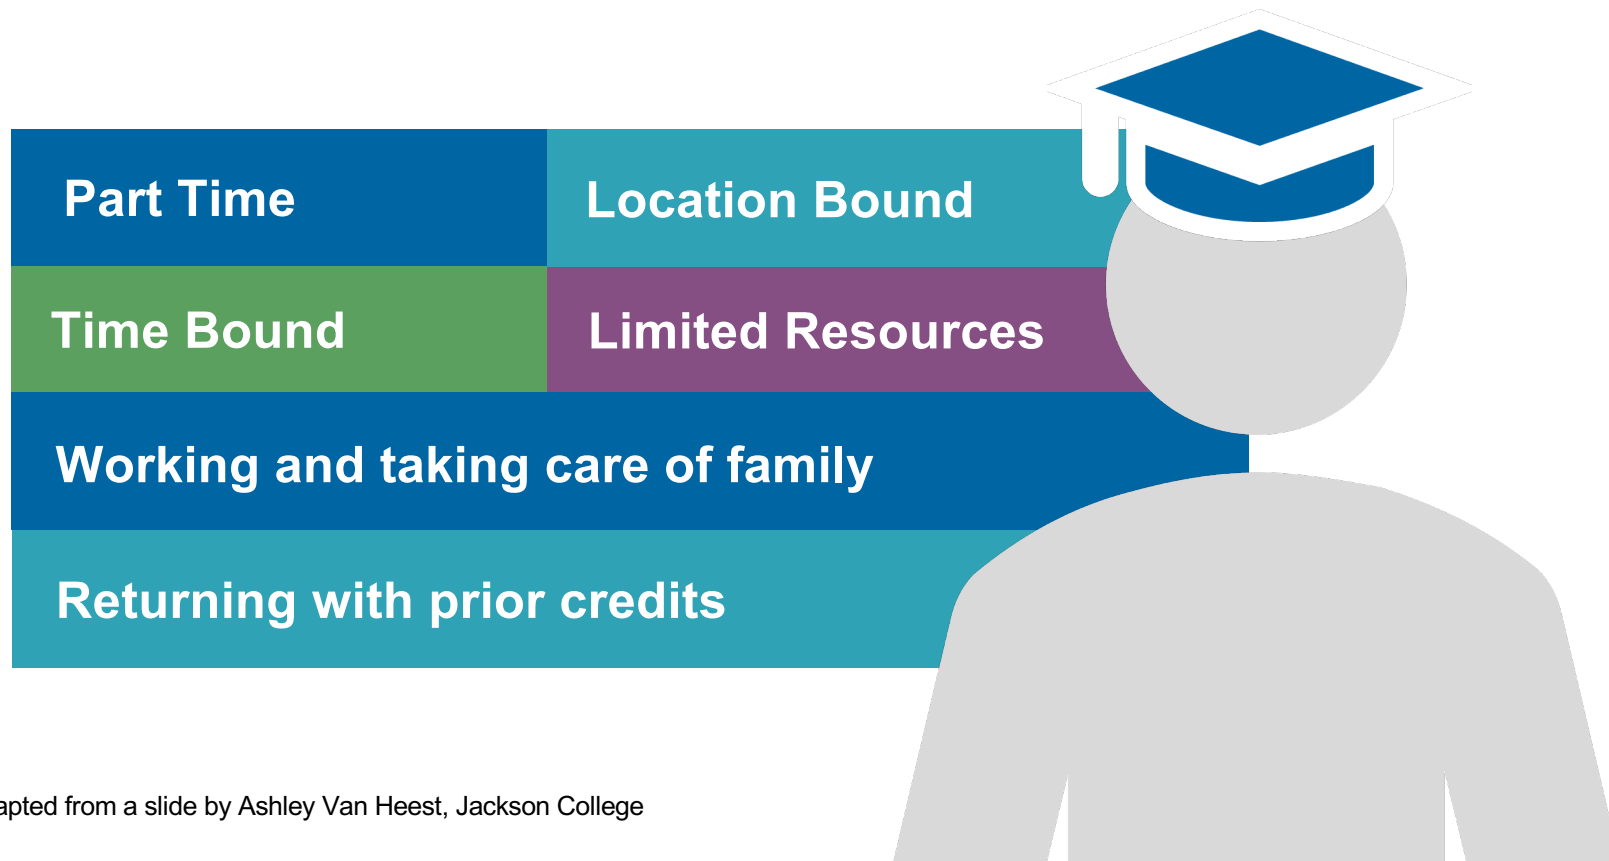 Part Time
Location Bound
Time Bound
Limited Resources
Working and taking care of family
Returning with prior credits
apted from a slide by Ashley Van Heest, Jackson College